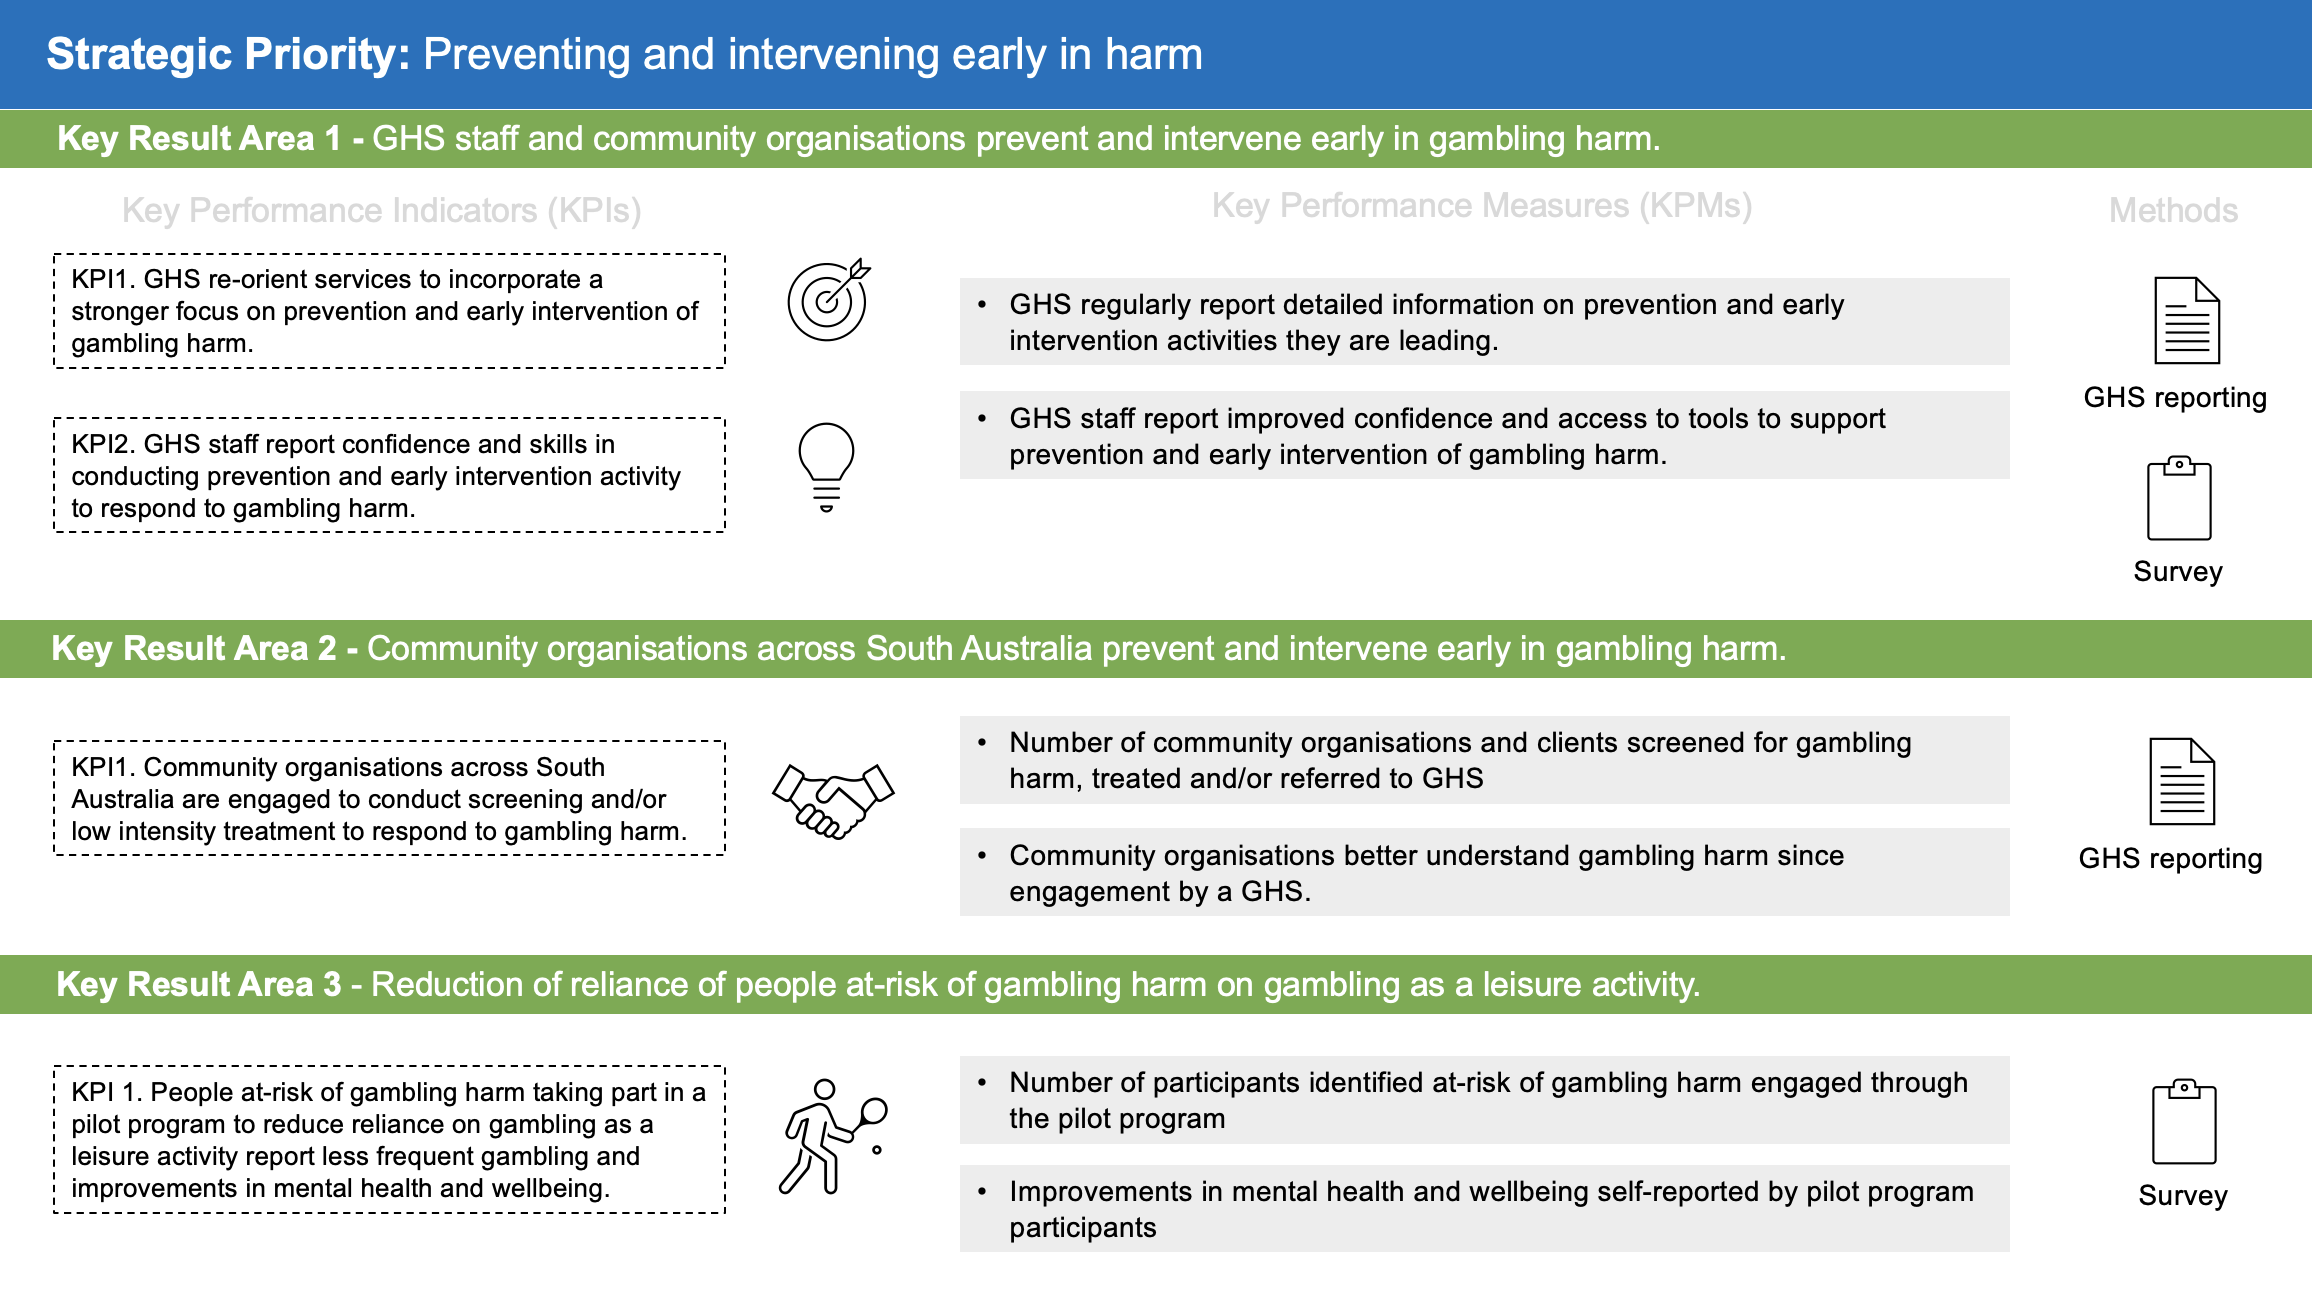 Strategic Priority: Preventing and intervening early in harm
Key Result Area 1 - GHS staff and community organisations prevent and intervene early in gambling harm.
Key Performance Indicators (KPIs)
Key Performance Measures (KPMs)
Methods
KPI1. GHS re-orient services to incorporate a
stronger focus on prevention and early intervention of
gambling harm.
• GHS regularly report detailed information on prevention and early
intervention activities they are leading.
GHS reporting
KPI2. GHS staff report confidence and skills in
conducting prevention and early intervention activity
to respond to gambling harm.
• GHS staff report improved confidence and access to tools to support
prevention and early intervention of gambling harm.
Survey
Key Result Area 2 - Community organisations across South Australia prevent and intervene early in gambling harm.
KPI1. Community organisations across South
Australia are engaged to conduct screening and/or
low intensity treatment to respond to gambling harm.
• Number of community organisations and clients screened for gambling
harm, treated and/or referred to GHS
• Community organisations better understand gambling harm since
engagement by a GHS.
GHS reporting
Key Result Area 3 - Reduction of reliance of people at-risk of gambling harm on gambling as a leisure activity.
KPI 1. People at-risk of gambling harm taking part in a
pilot program to reduce reliance on gambling as a
leisure activity report less frequent gambling and
improvements in mental health and wellbeing.
• Number of participants identified at-risk of gambling harm engaged through
the pilot program
• Improvements in mental health and wellbeing self-reported by pilot program
participants
Survey